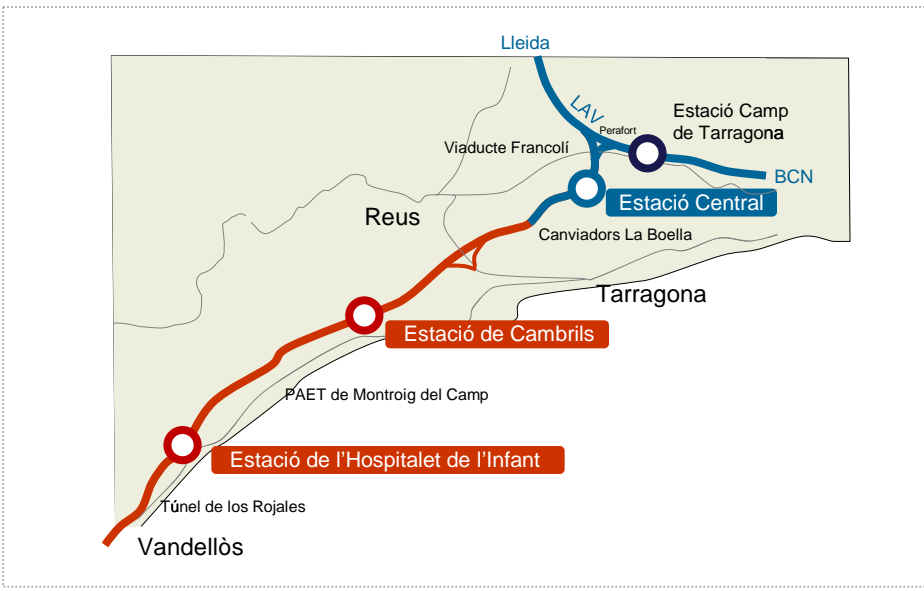 Lleida
LAV
Estació Camp
de Tarragona
Perafort
Viaducte Francolí
BCN
Estació Central
Reus
Canviadors La Boella
Tarragona
Estació de Cambrils
PAET de Montroig del Camp
Estació de l’Hospitalet de l’Infant
Túnel de los Rojales
Vandellòs